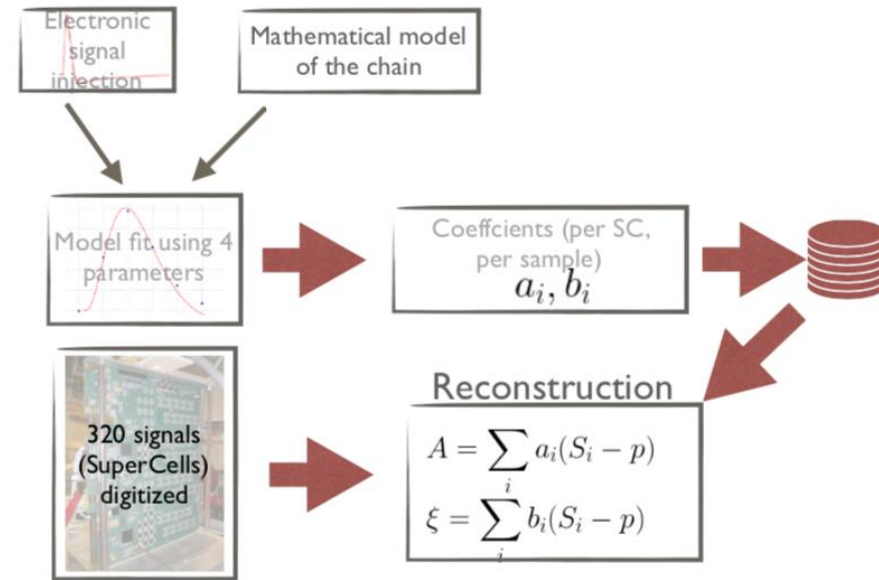 Electronic
signal
injection
Mathematical model
of the chain
Model fit using 4
parameters
Coeffcients (per SC,
per sample)
a_i, b_i
320 signals
(SuperCells)
digitized
Reconstruction
A = \sum_i a_i(S_i - p)
ξ = \sum_i b_i(S_i - p)